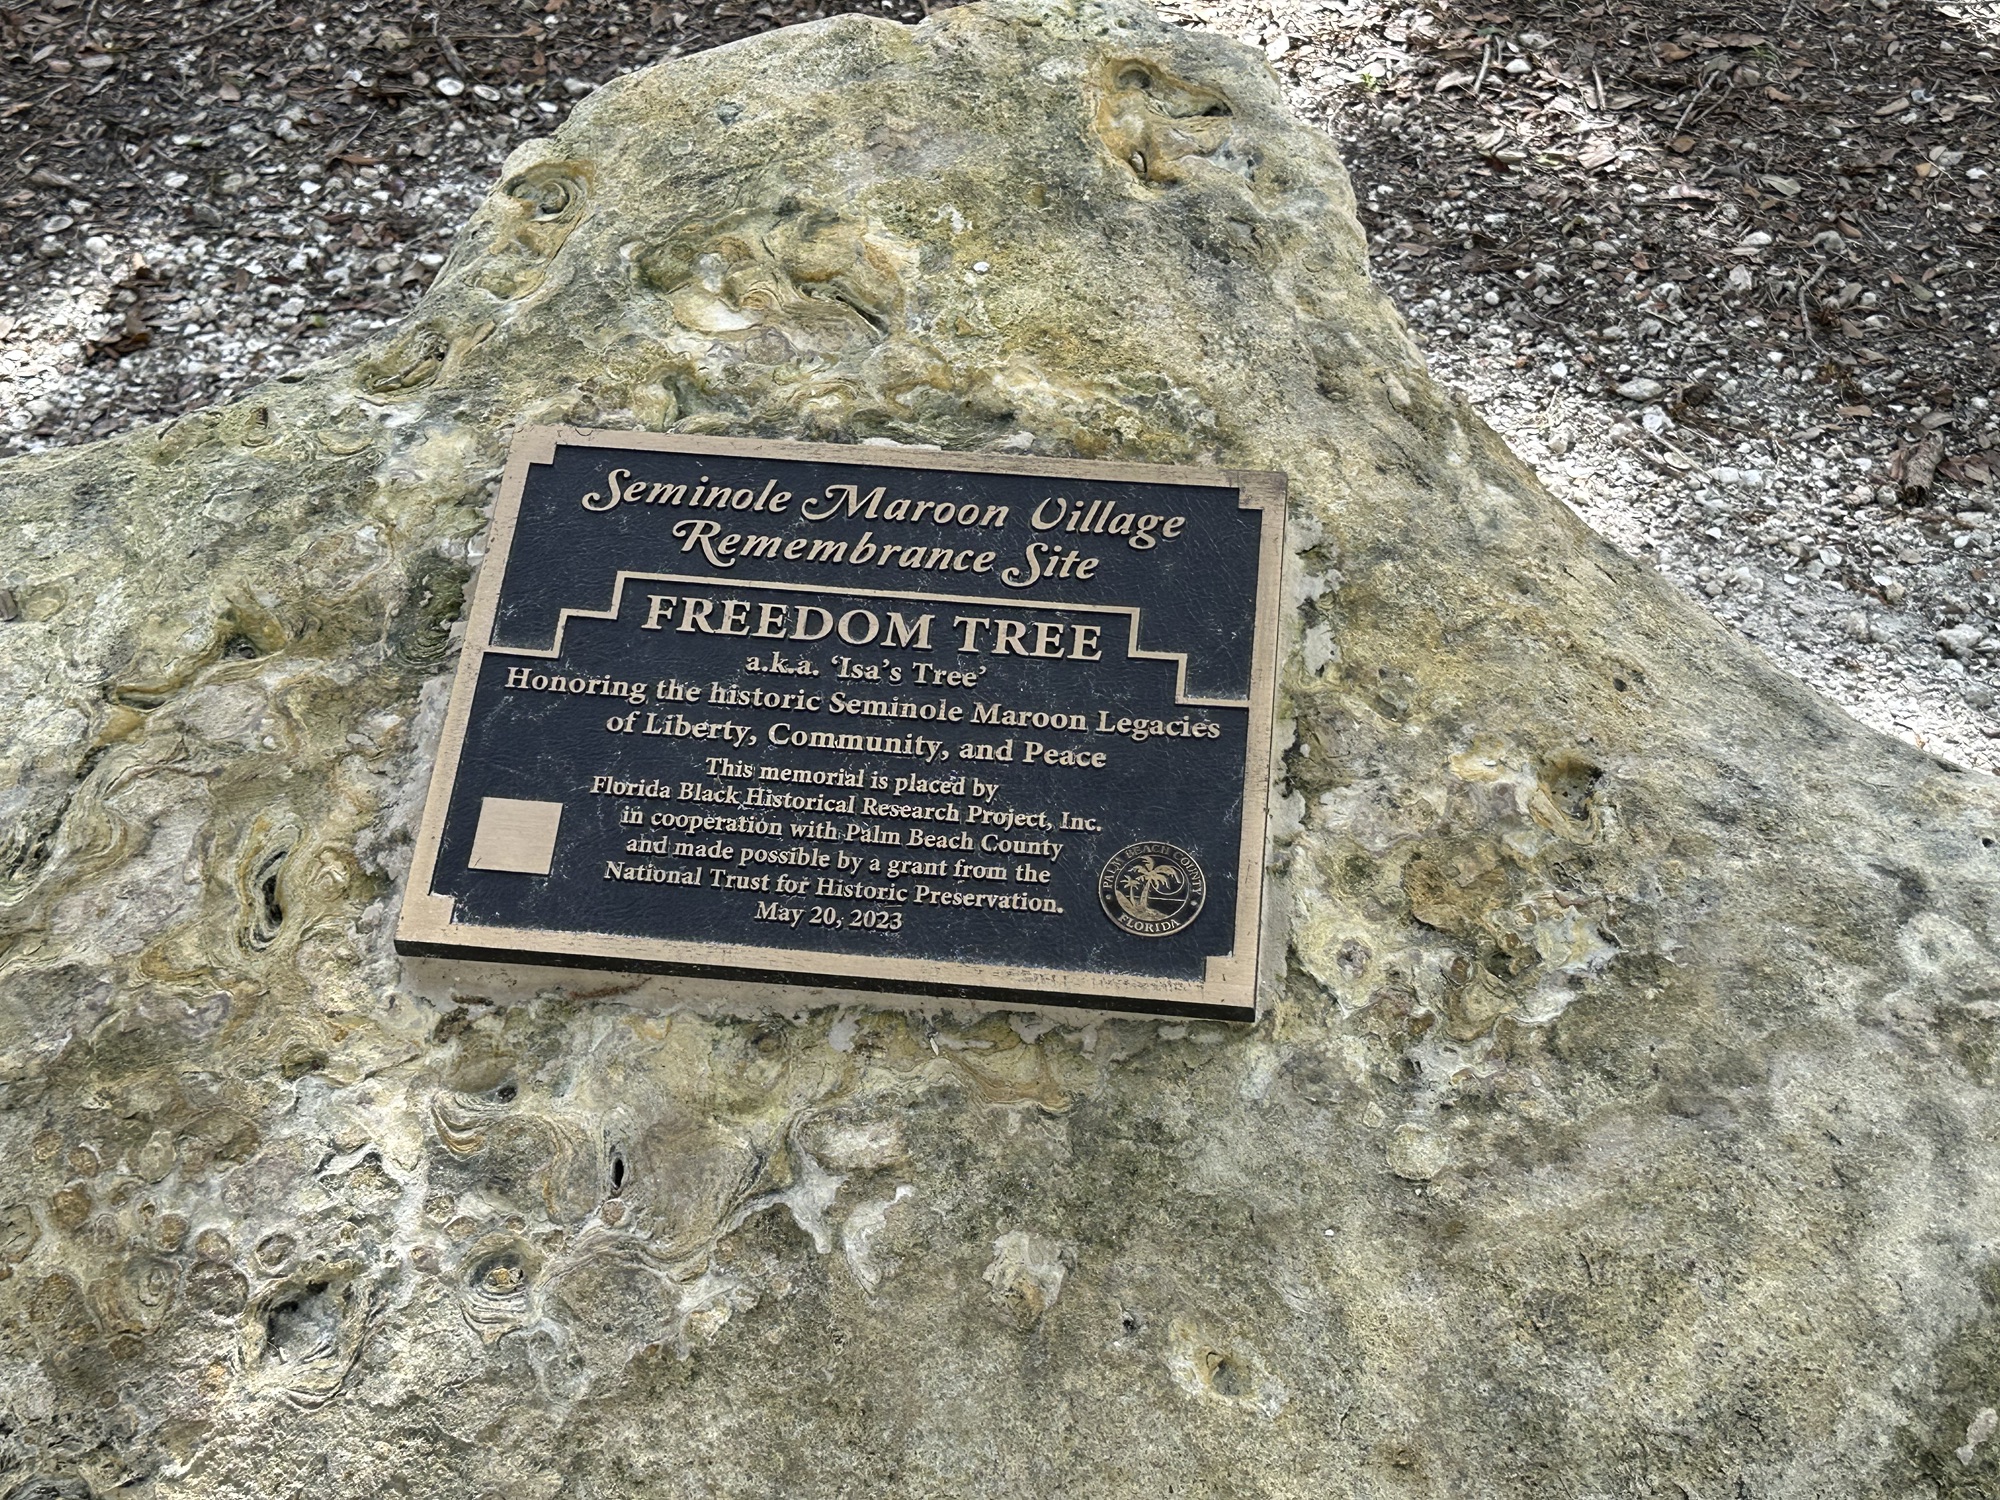 Seminole Maroon Village
Remembrance Site
FREEDOM TREE
a.k.a. ‘Isa’s Tree’
Honoring the historic Seminole Maroon Legacies
of Liberty, Community, and Peace
This memorial is placed by
Florida Black Historical Research Project, Inc.
in cooperation with Palm Beach County
and made possible by a grant from the
National Trust for Historic Preservation.
May 20, 2023
PALM BEACH COUNTY
FLORIDA